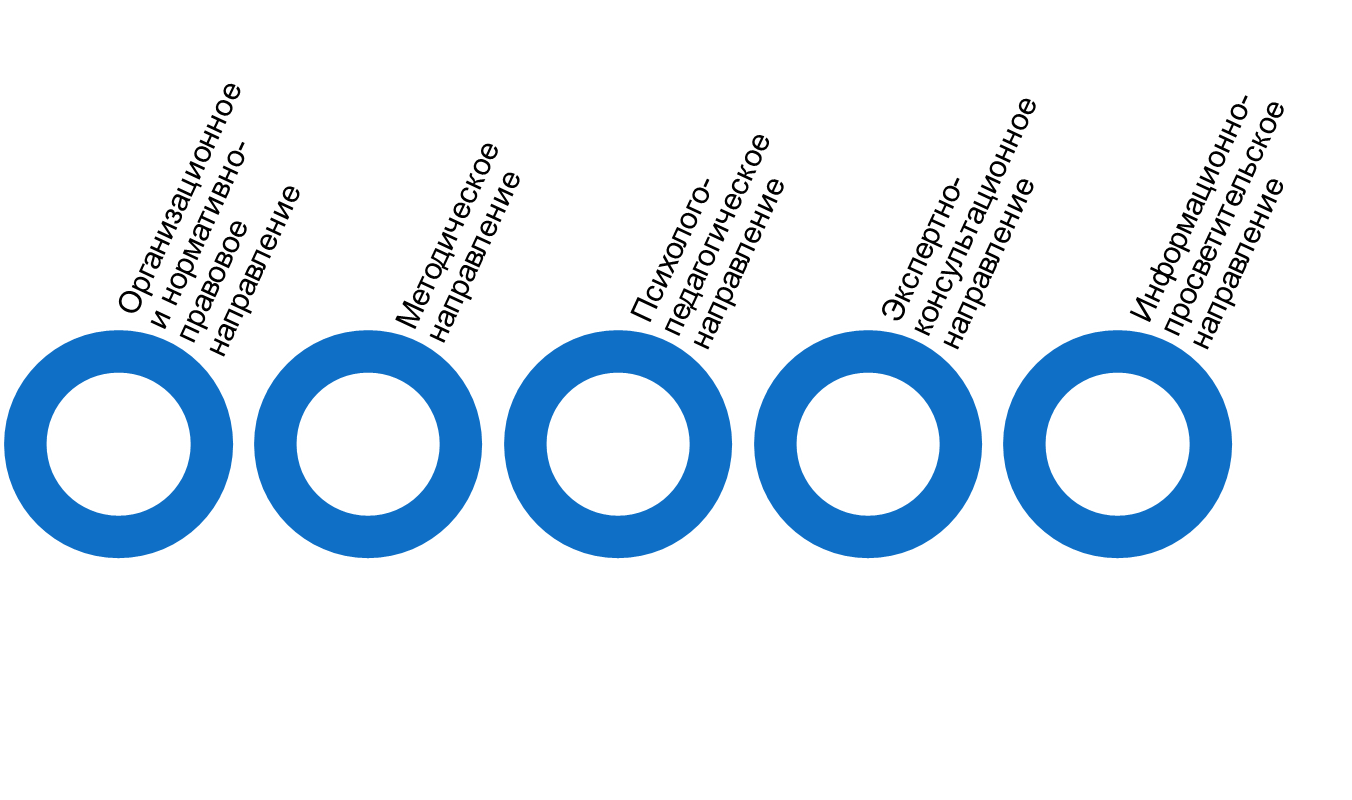 Организационное
и нормативно-
правовое
направление
Методическое
направление
Психолого-
педагогическое
направление
Экспертно-
консультационное
направление
Информационно-
просветительское
направление